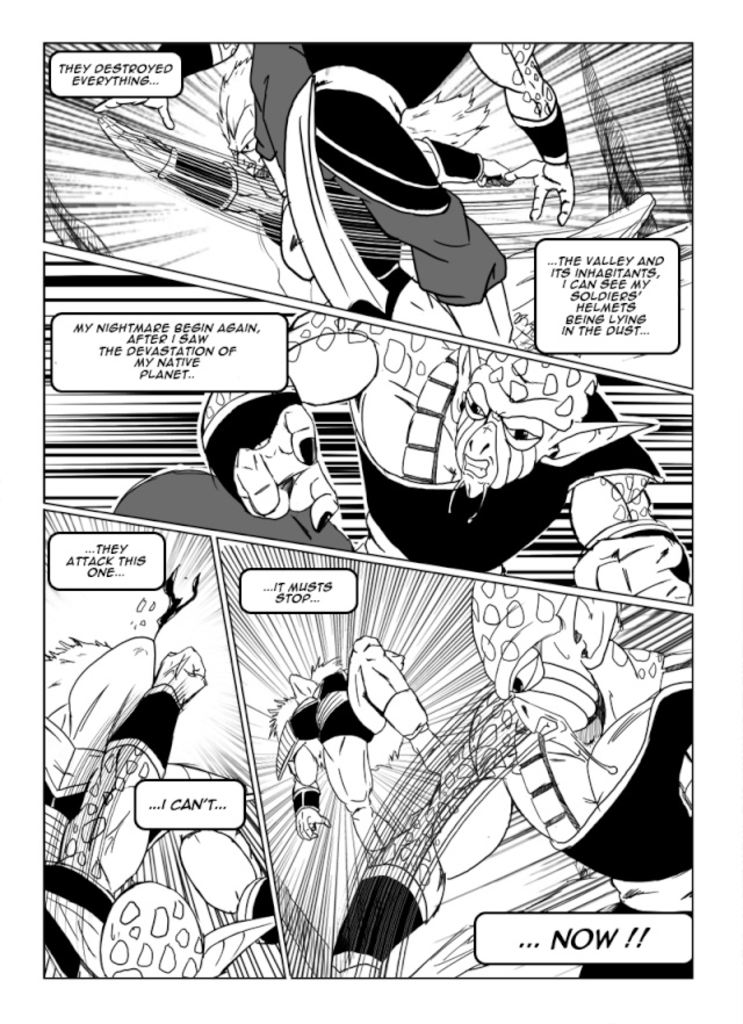 THEY DESTROYED
EVERYTHING...
...THE VALLEY AND
ITS INHABITANTS,
I CAN SEE MY
SOLDIERS'
HELMETS
BEING LYING
IN THE DUST...
MY NIGHTMARE BEGIN AGAIN,
AFTER I SAW
THE DEVASTATION OF
MY NATIVE
PLANET..
...THEY
ATTACK THIS
ONE...
...IT MUSTS
STOP...
...I CAN'T...
... NOW !!